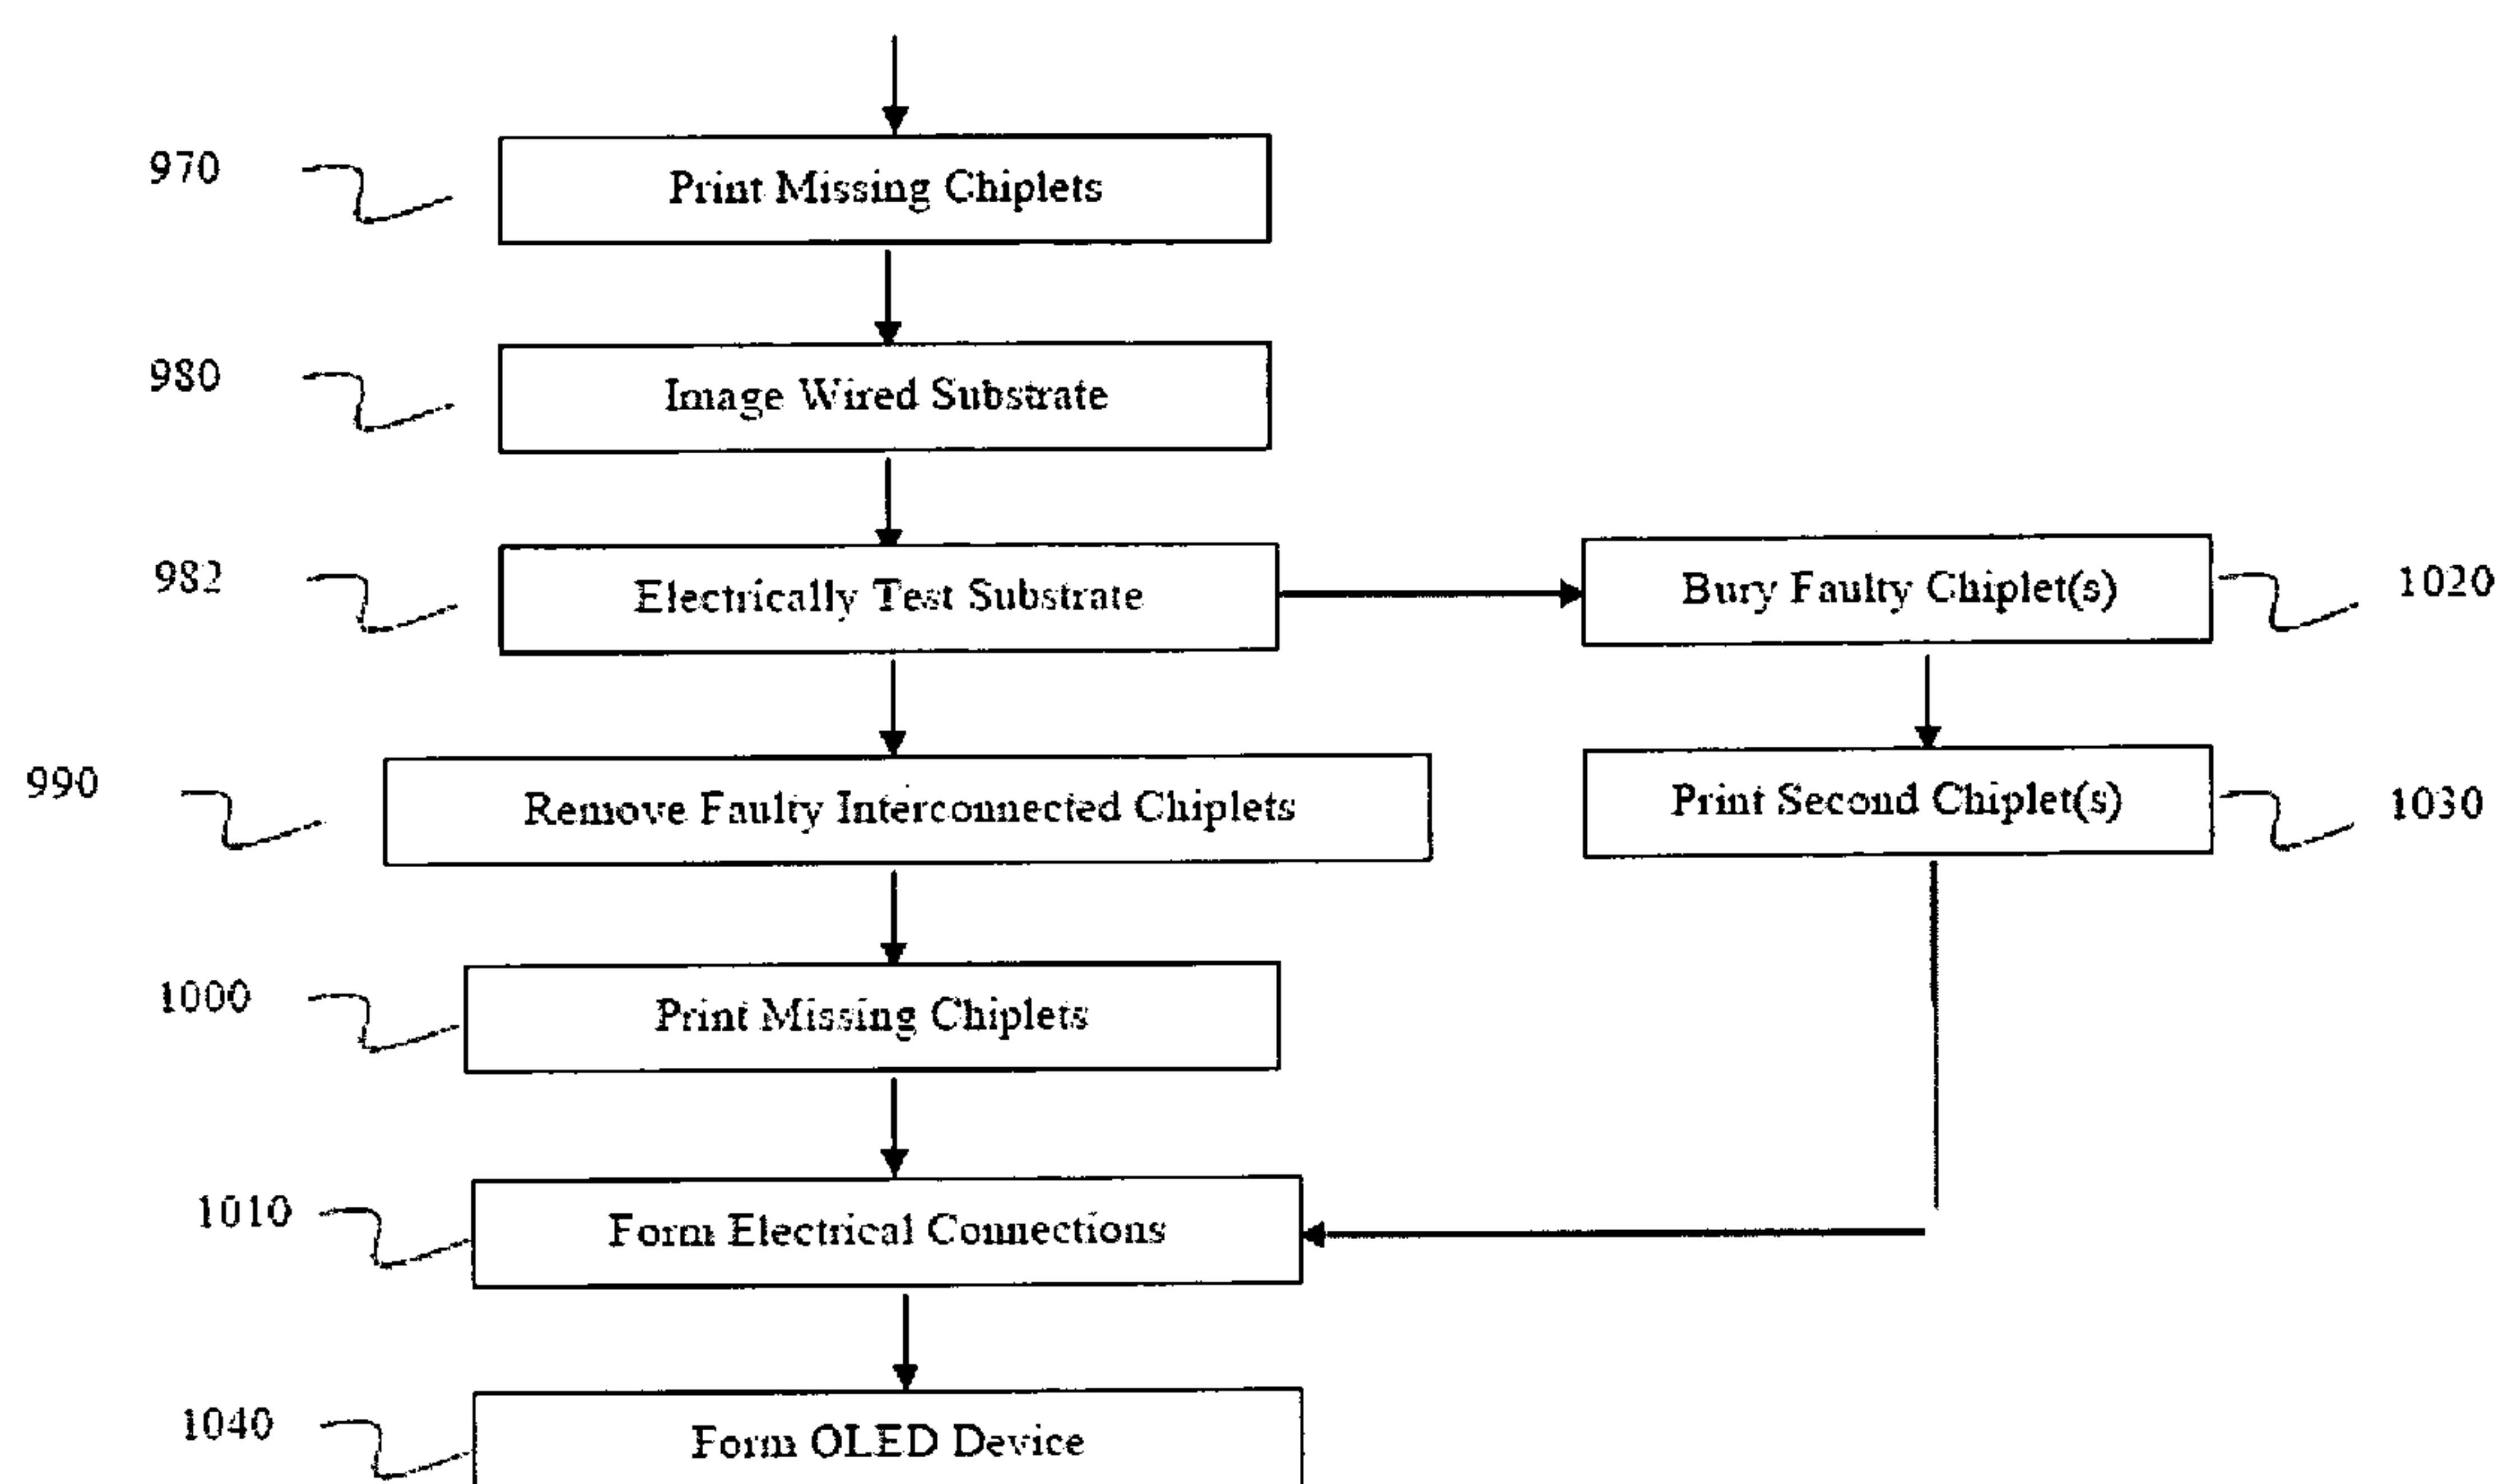 970
Print Missing Chiplets
980
Image Wired Substrate
982
Electrically Test Substrate
Bury Faulty Chiplet(s)
1020
990
Remove Faulty Interconnected Chiplets
Print Second Chiplet(s)
1030
1000
Print Missing Chiplets
1010
Form Electrical Connections
1040
Form OLED Device